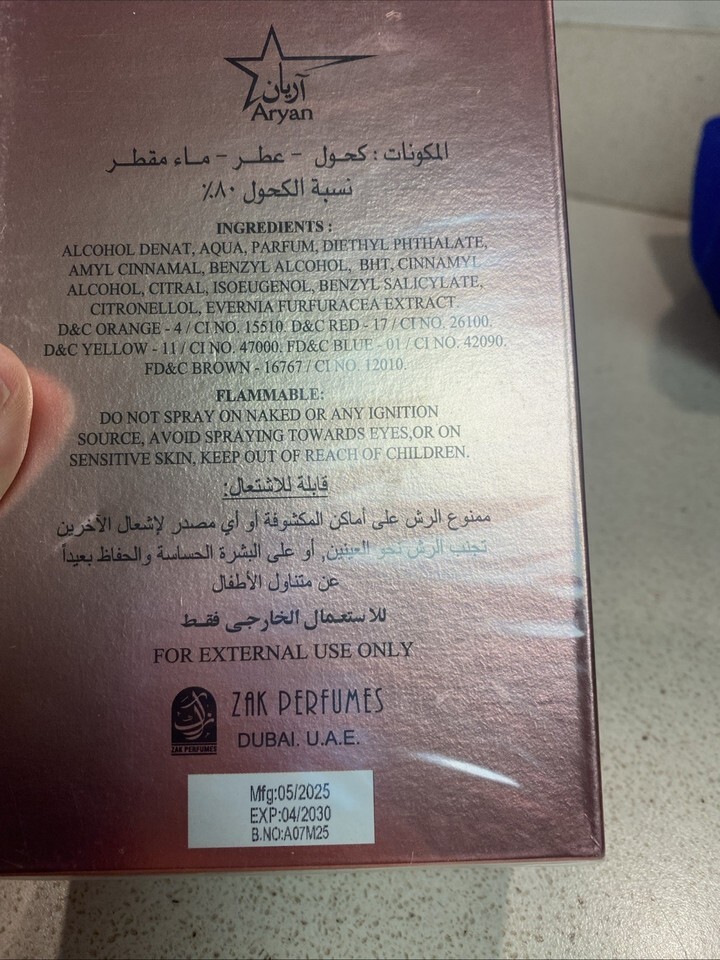 آريان
Aryan
المكونات : كحول - عطر - ماء مقطر
نسبة الكحول ٨٠٪
INGREDIENTS :
ALCOHOL DENAT, AQUA, PARFUM, DIETHYL PHTHALATE,
AMYL CINNAMAL, BENZYL ALCOHOL, BHT, CINNAMYL
ALCOHOL, CITRAL, ISOEUGENOL, BENZYL SALICYLATE,
CITRONELLOL, EVERNIA FURFURACEA EXTRACT.
D&C ORANGE - 4 / CI NO. 15510. D&C RED - 17 / CI NO. 26100.
D&C YELLOW - 11 / CI NO. 47000. FD&C BLUE - 01 / CI NO. 42090.
FD&C BROWN - 16767 / CI NO. 12010.
FLAMMABLE:
DO NOT SPRAY ON NAKED OR ANY IGNITION
SOURCE, AVOID SPRAYING TOWARDS EYES,OR ON
SENSITIVE SKIN, KEEP OUT OF REACH OF CHILDREN.
قابلة للاشتعال:
ممنوع الرش على أماكن المكشوفة أو أي مصدر لإشعال الآخرين
تجنب الرش نحو العينين, أو على البشرة الحساسة والحفاظ بعيداً
عن متناول الأطفال
للاستعمال الخارجى فقط
FOR EXTERNAL USE ONLY
ZAK PERFUMES
ZAK PERFUMES
DUBAI. U.A.E.
Mfg:05/2025
EXP:04/2030
B.NO:A07M25